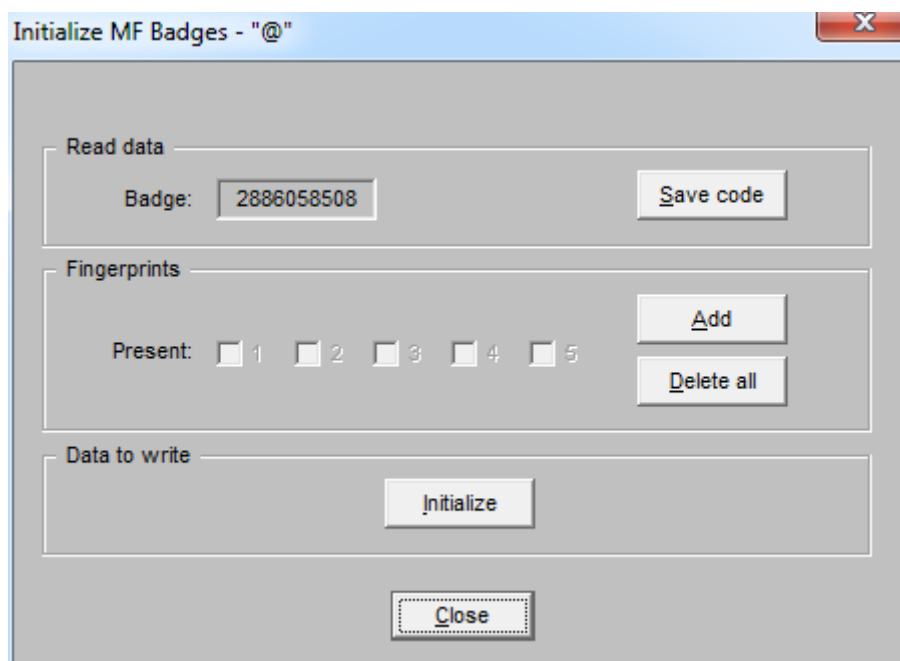 Initialize MF Badges - "@"
Read data
Badge: 2886058508 Save code
Fingerprints
Add
Present: 1 2 3 4 5
Delete all
Data to write
Initialize
Close